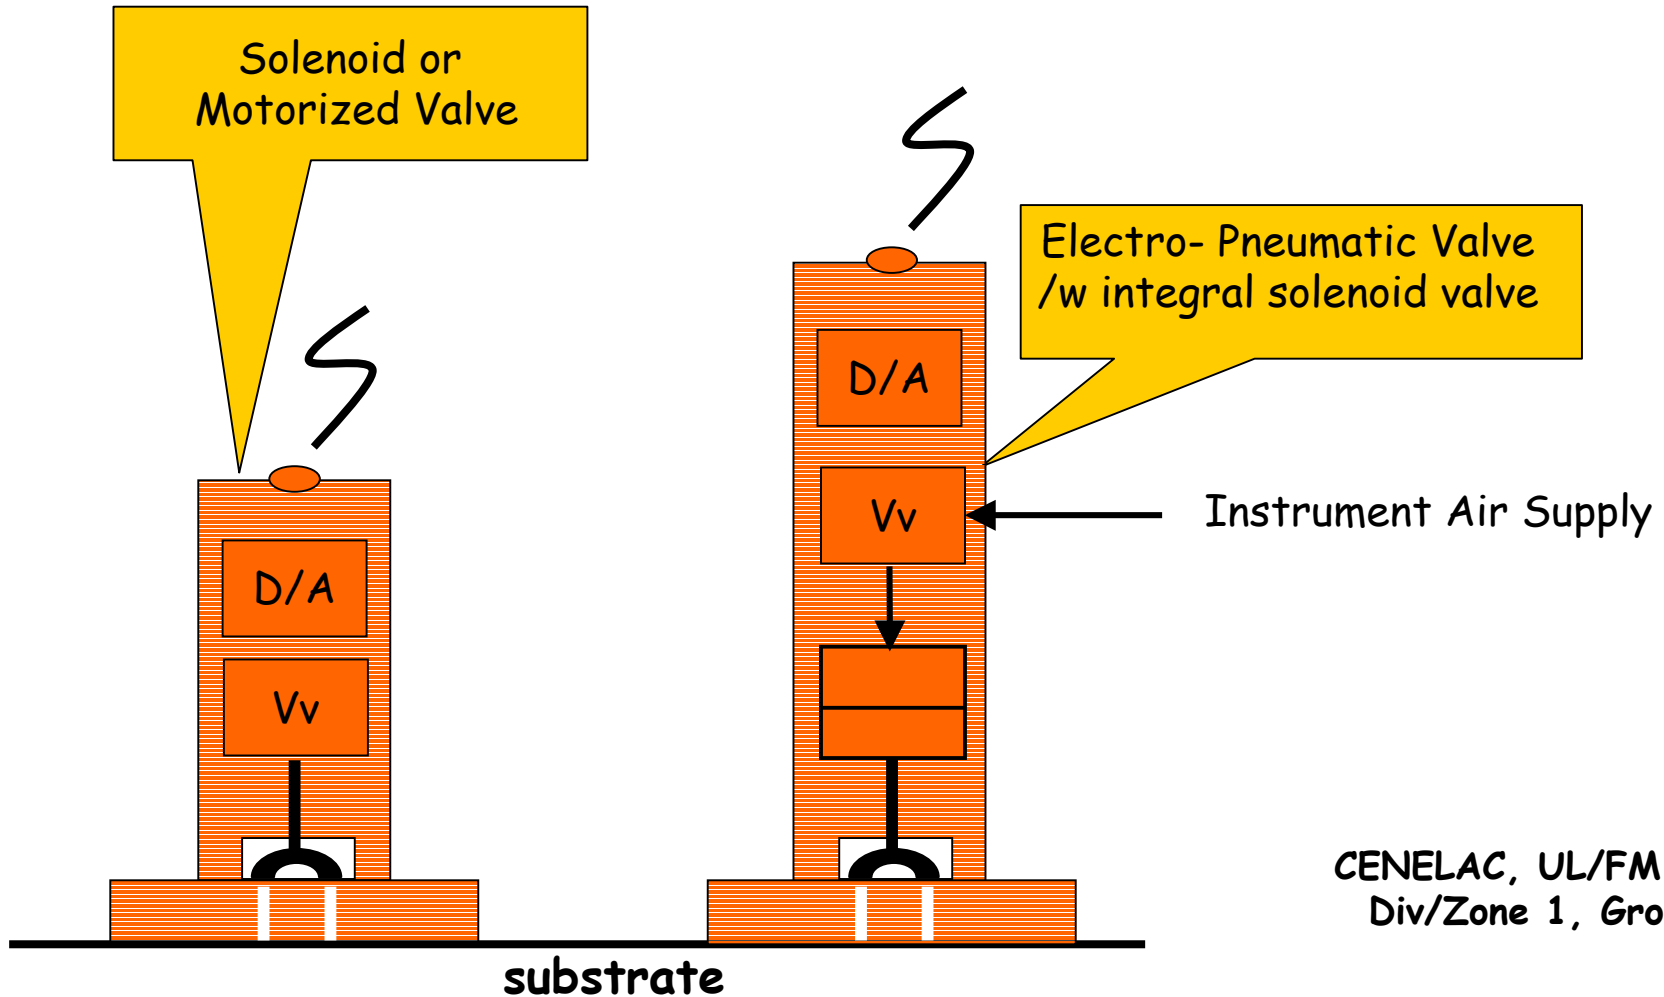 Solenoid or
Motorized Valve
Electro- Pneumatic Valve
/w integral solenoid valve
D/A
Vv
Instrument Air Supply
D/A
Vv
CENELAC, UL/FM
Div/Zone 1, Gro
substrate